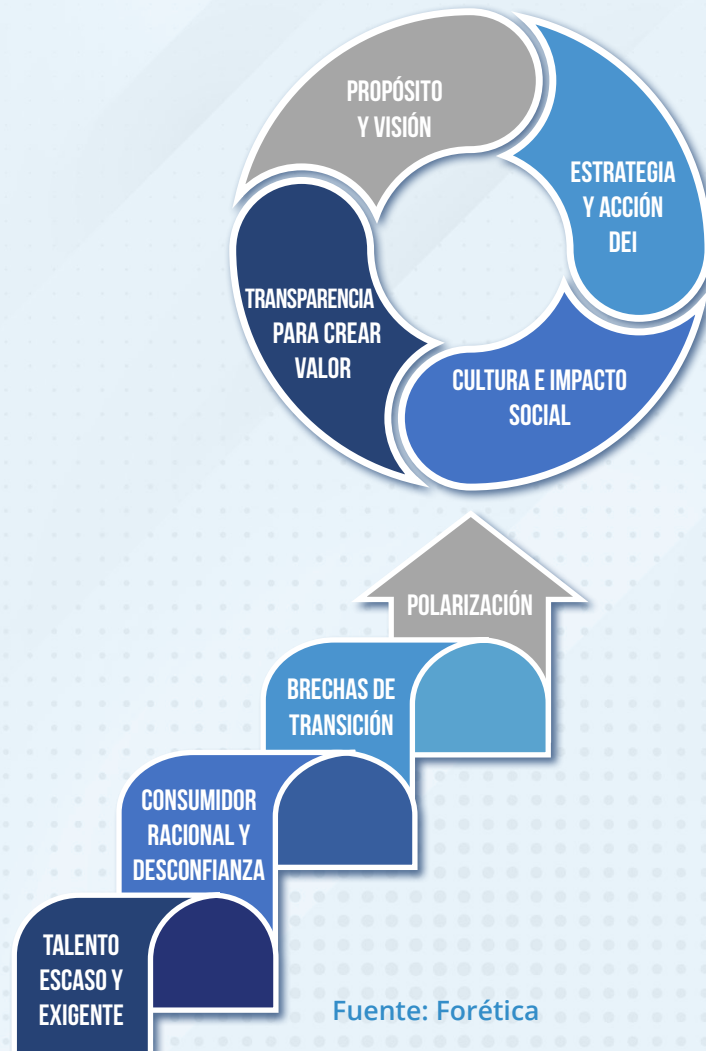 PROPÓSITO
Y VISIÓN
ESTRATEGIA
Y ACCIÓN
DEI
TRANSPARENCIA
PARA CREAR
VALOR
CULTURA E IMPACTO
SOCIAL
POLARIZACIÓN
BRECHAS DE
TRANSICIÓN
CONSUMIDOR
RACIONAL Y
DESCONFIANZA
TALENTO
ESCASO Y
EXIGENTE
Fuente: Forética